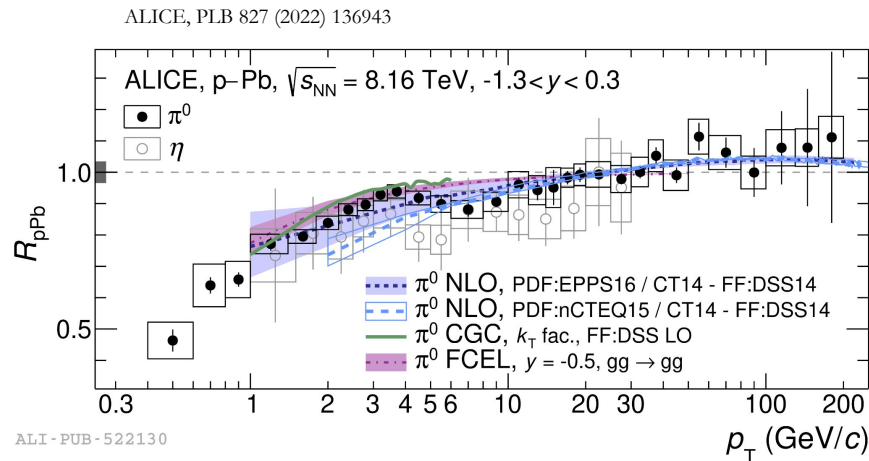 ALICE, PLB 827 (2022) 136943
ALICE, p–Pb, √sNN = 8.16 TeV, -1.3<y< 0.3
π0
η
1.0
RpPb
π0 NLO, PDF:EPPS16 / CT14 - FF:DSS14
π0 NLO, PDF:nCTEQ15 / CT14 - FF:DSS14
0.5
π0 CGC, kT fac., FF:DSS LO
π0 FCEL, y = -0.5, gg → gg
0.3 1 2 3 4 5 6 10 20 30 100 200
ALI-PUB-522130
pT (GeV/c)